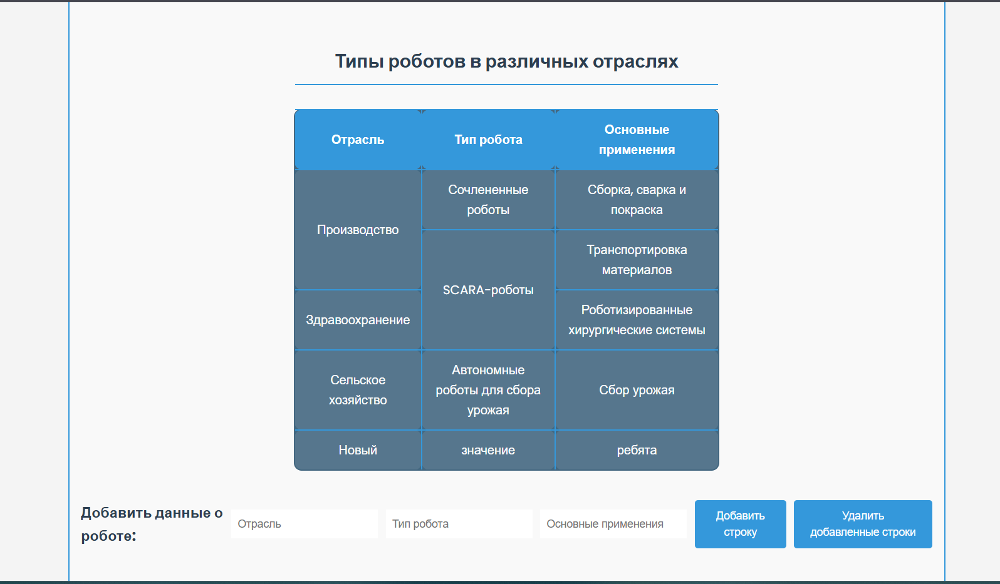 Типы роботов в различных отраслях
Отрасль
Тип робота
Основные
применения
Производство
Сочлененные
роботы
Сборка, сварка и
покраска
SCARA-роботы
Транспортировка
материалов
Здравоохранение
Роботизированные
хирургические системы
Сельское
хозяйство
Автономные
роботы для сбора
урожая
Сбор урожая
Новый
значение
ребята
Добавить данные о
роботе:
Отрасль
Тип робота
Основные применения
Добавить
строку
Удалить
добавленные строки